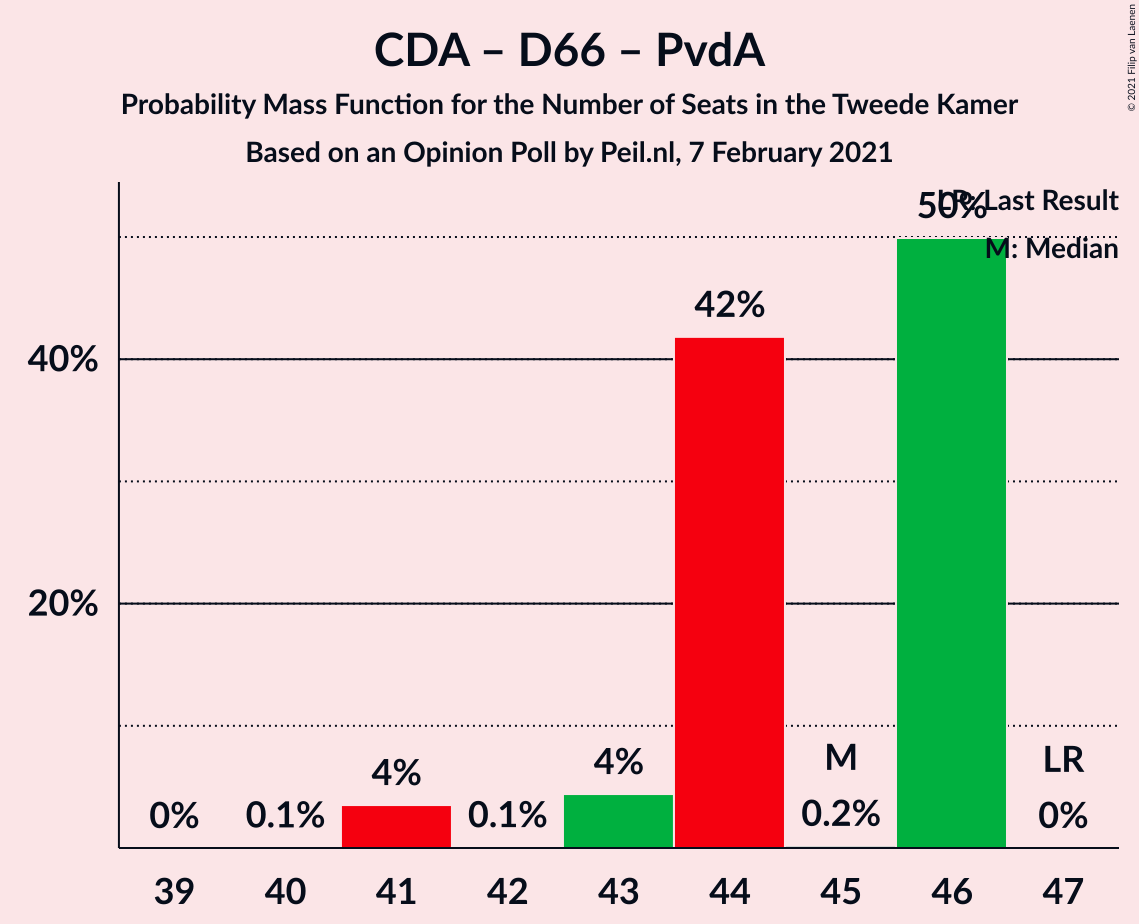 CDA – D66 – PvdA
Probability Mass Function for the Number of Seats in the Tweede Kamer
Based on an Opinion Poll by Peil.nl, 7 February 2021
© 2021 Filip van Laenen
LR: Last Result
M: Median
50%
42%
40%
20%
M
LR
4%
4%
0%
0.1%
0.1%
0.2%
0%
39 40 41 42 43 44 45 46 47